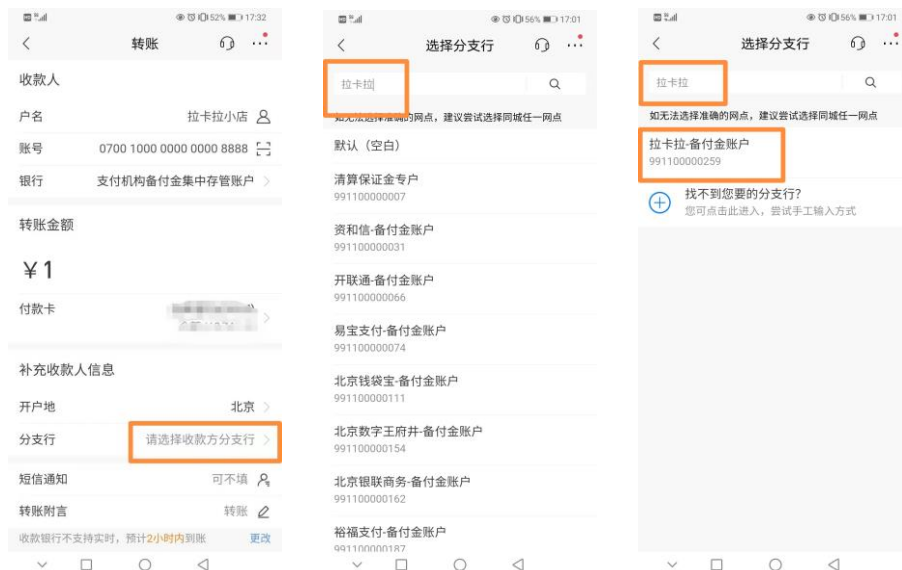 52% 17:32
转账
收款人
户名 拉卡拉小店
账号 0700 1000 0000 0000 8888
银行 支付机构备付金集中存管账户
转账金额
¥1
付款卡
补充收款人信息
开户地 北京
分支行 请选择收款方分支行
短信通知 可不填
转账附言 转账
收款银行不支持实时，预计2小时内到账 更改
56% 17:01
选择分支行
拉卡拉
如无法选择准确的网点，建议尝试选择同城任一网点
默认（空白）
清算保证金专户
991100000007
资和信-备付金账户
991100000031
开联通-备付金账户
991100000066
易宝支付-备付金账户
991100000074
北京钱袋宝-备付金账户
991100000111
北京数字王府井-备付金账户
991100000154
北京银联商务-备付金账户
991100000162
裕福支付-备付金账户
991100000187
56% 17:01
选择分支行
拉卡拉
如无法选择准确的网点，建议尝试选择同城任一网点
拉卡拉-备付金账户
991100000259
找不到您要的分支行？
您可点击此进入，尝试手工输入方式